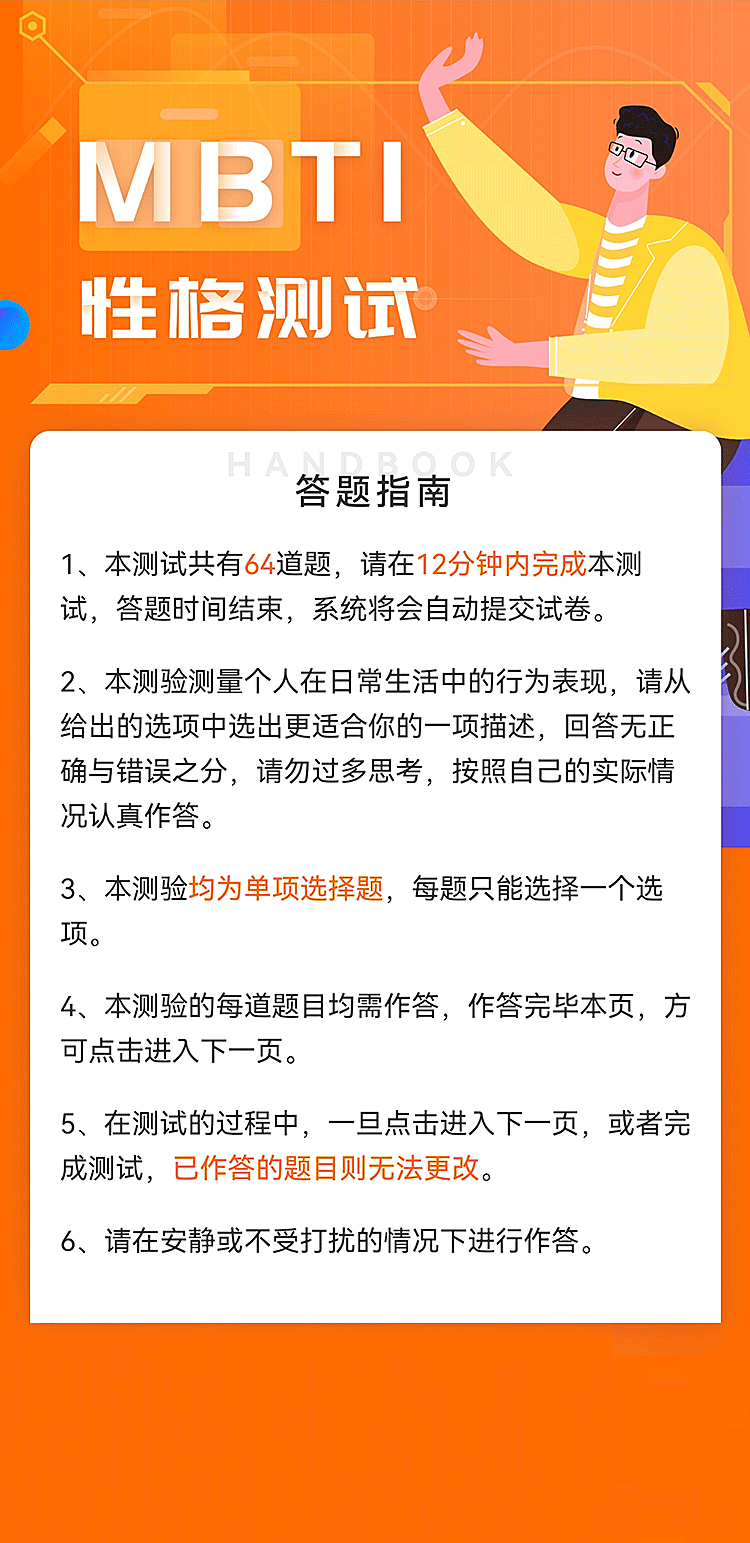 MBTI
性格测试
HANDBOOK
答题指南
1、本测试共有64道题，请在12分钟内完成本测
试，答题时间结束，系统将会自动提交试卷。
2、本测验测量个人在日常生活中的行为表现，请从
给出的选项中选出更适合你的一项描述，回答无正
确与错误之分，请勿过多思考，按照自己的实际情
况认真作答。
3、本测验均为单项选择题，每题只能选择一个选
项。
4、本测验的每道题目均需作答，作答完毕本页，方
可点击进入下一页。
5、在测试的过程中，一旦点击进入下一页，或者完
成测试，已作答的题目则无法更改。
6、请在安静或不受打扰的情况下进行作答。